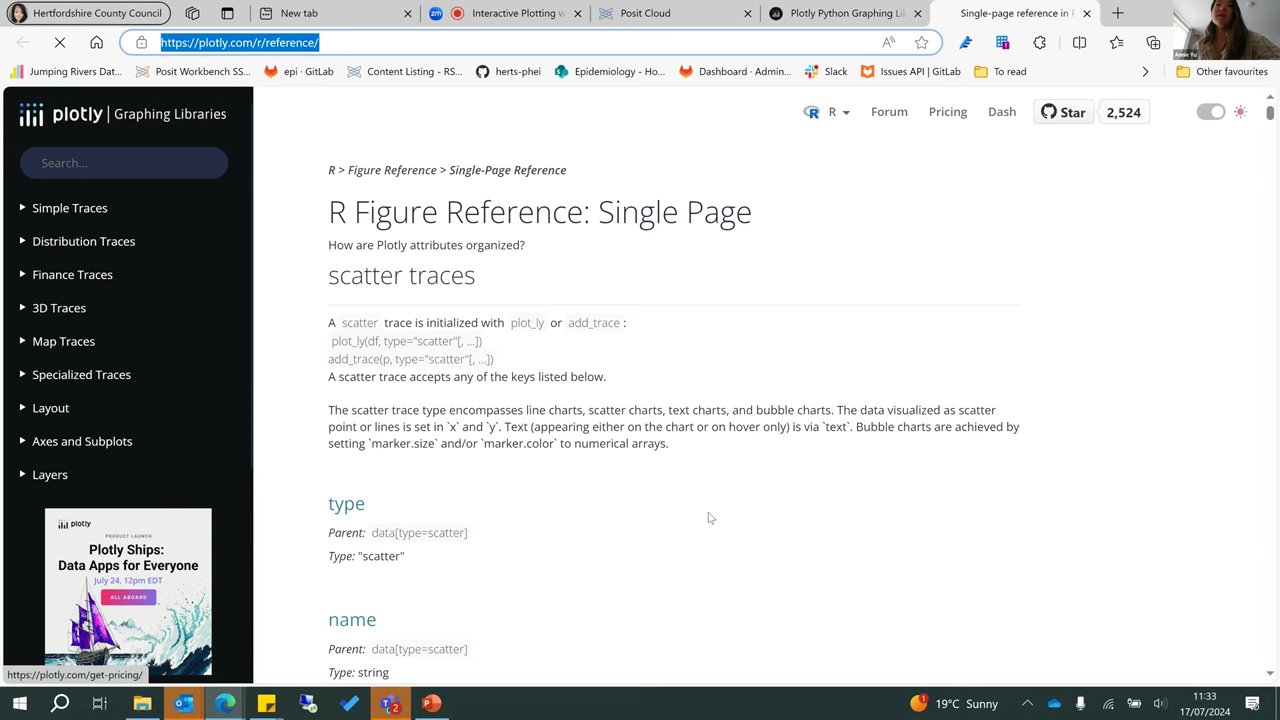 Hertfordshire County Council
New tab
Interactive Plotting w
Posit Cloud
Plotly Python Graphing Lib
Single-page reference in R
https://plotly.com/r/reference/
Jumping Rivers Dat...
Posit Workbench SS...
epi · GitLab
Content Listing - RS...
herts-phei
Epidemiology - Ho...
Dashboard · Admin...
Slack
Issues API | GitLab
To read
Other favourites
plotly | Graphing Libraries
R
Forum
Pricing
Dash
Star
2,524
Search...
Simple Traces
Distribution Traces
Finance Traces
3D Traces
Map Traces
Specialized Traces
Layout
Axes and Subplots
Layers
plotly
PRODUCT LAUNCH
Plotly Ships:
Data Apps for Everyone
July 24, 12pm EDT
ALL ABOARD
https://plotly.com/get-pricing/
R > Figure Reference > Single-Page Reference
R Figure Reference: Single Page
How are Plotly attributes organized?
scatter traces
A scatter trace is initialized with plot_ly or add_trace :
plot_ly(df, type="scatter"[, ...])
add_trace(p, type="scatter"[, ...])
A scatter trace accepts any of the keys listed below.
The scatter trace type encompasses line charts, scatter charts, text charts, and bubble charts. The data visualized as scatter
point or lines is set in `x` and `y`. Text (appearing either on the chart or on hover only) is via `text`. Bubble charts are achieved by
setting `marker.size` and/or `marker.color` to numerical arrays.
type
Parent: data[type=scatter]
Type: "scatter"
name
Parent: data[type=scatter]
Type: string
19°C Sunny
11:33
17/07/2024